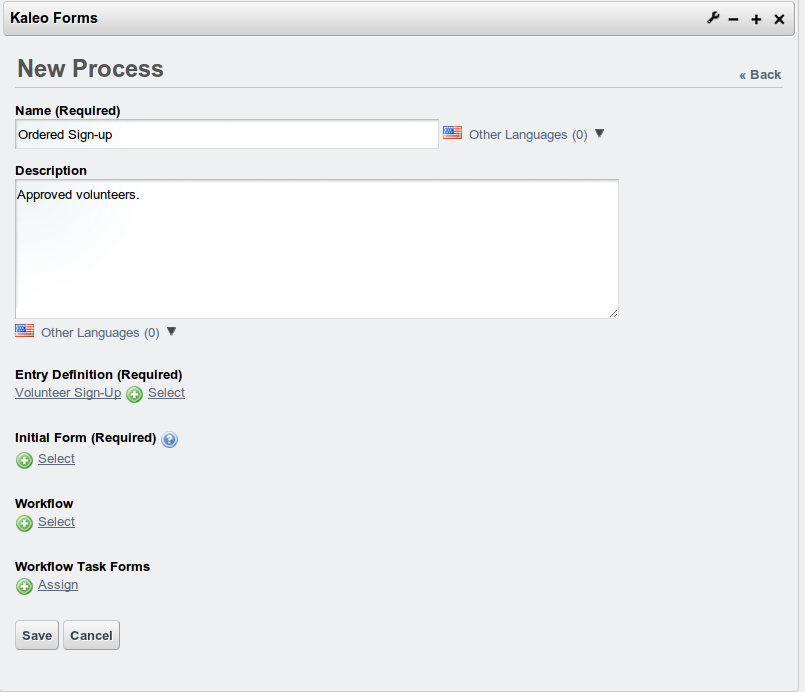 Kaleo Forms
New Process
« Back
Name (Required)
Ordered Sign-up
Other Languages (0) ▼
Description
Approved volunteers.
Other Languages (0) ▼
Entry Definition (Required)
Volunteer Sign-Up Select
Initial Form (Required) ?
Select
Workflow
Select
Workflow Task Forms
Assign
Save Cancel